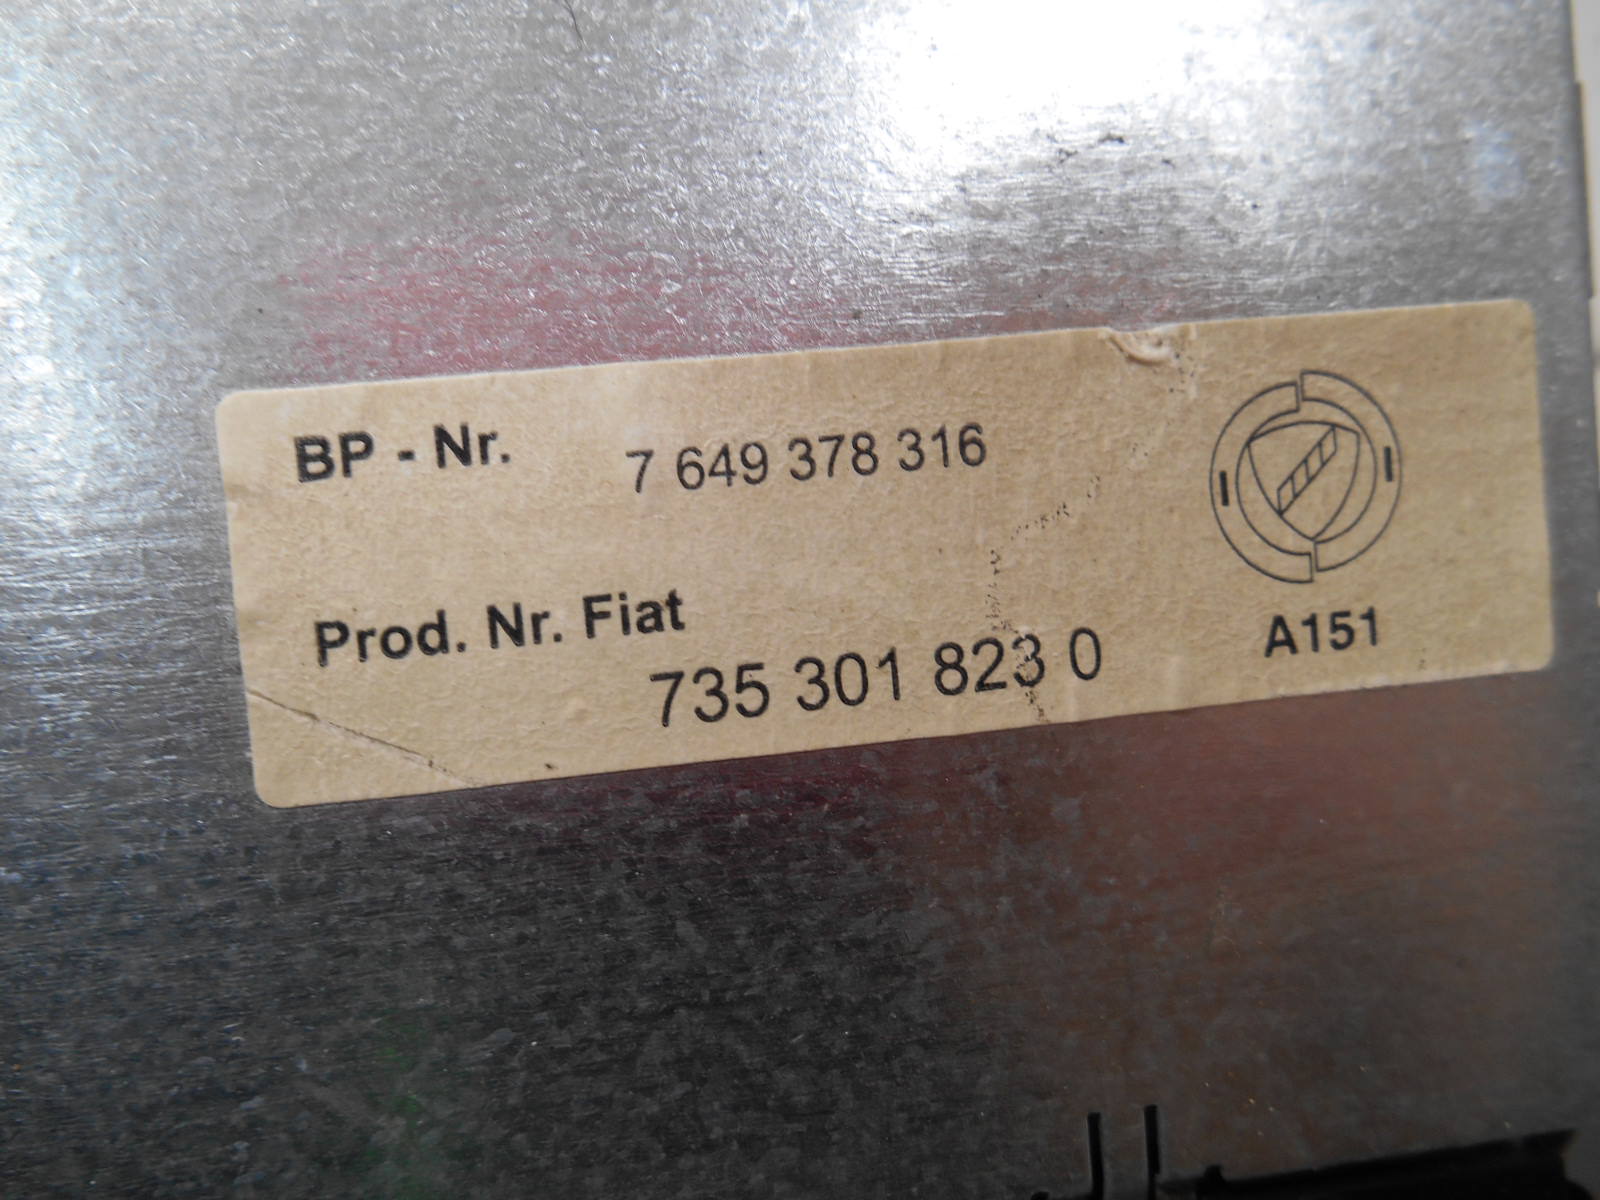 BP - Nr. 7 649 378 316
Prod. Nr. Fiat
735 301 823 0
A151